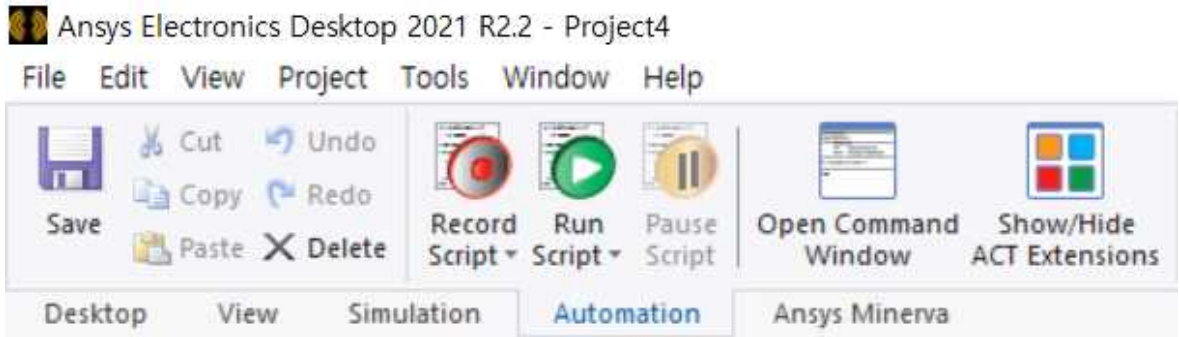 Ansys Electronics Desktop 2021 R2.2 - Project4
File Edit View Project Tools Window Help
Save
Cut
Copy
Paste
Undo
Redo
Delete
Record
Script
Run
Script
Pause
Script
Open Command
Window
Show/Hide
ACT Extensions
Desktop View Simulation Automation Ansys Minerva